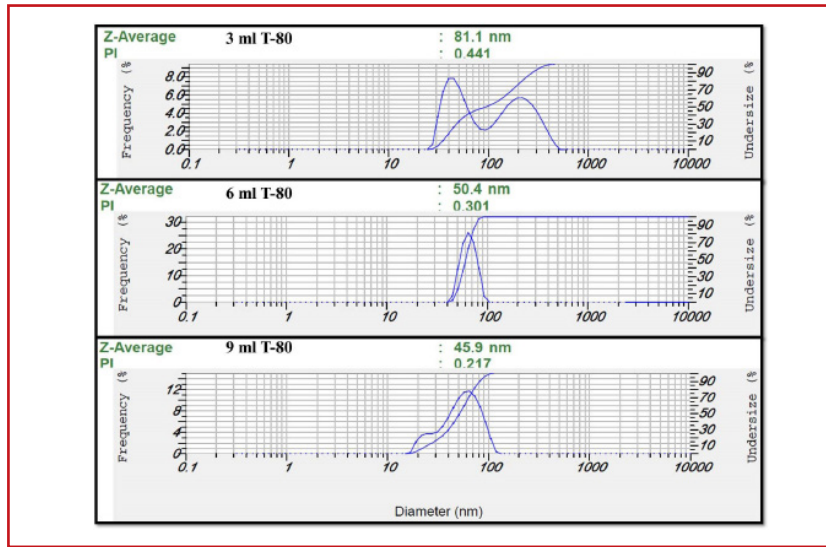 Z-Average 3 ml T-80 : 81.1 nm
PI : 0.441
Frequency (%
8.0
6.0
4.0
2.0
0.0
90
70
50
30
10
Undersize (%
0.1 1 10 100 1000 10000
Z-Average 6 ml T-80 : 50.4 nm
PI : 0.301
Frequency (%
30
20
10
0
90
70
50
30
10
Undersize (%
0.1 1 10 100 1000 10000
Z-Average 9 ml T-80 : 45.9 nm
PI : 0.217
Frequency (%
12
8
4
0
90
70
50
30
10
Undersize (%
0.1 1 10 100 1000 10000
Diameter (nm)